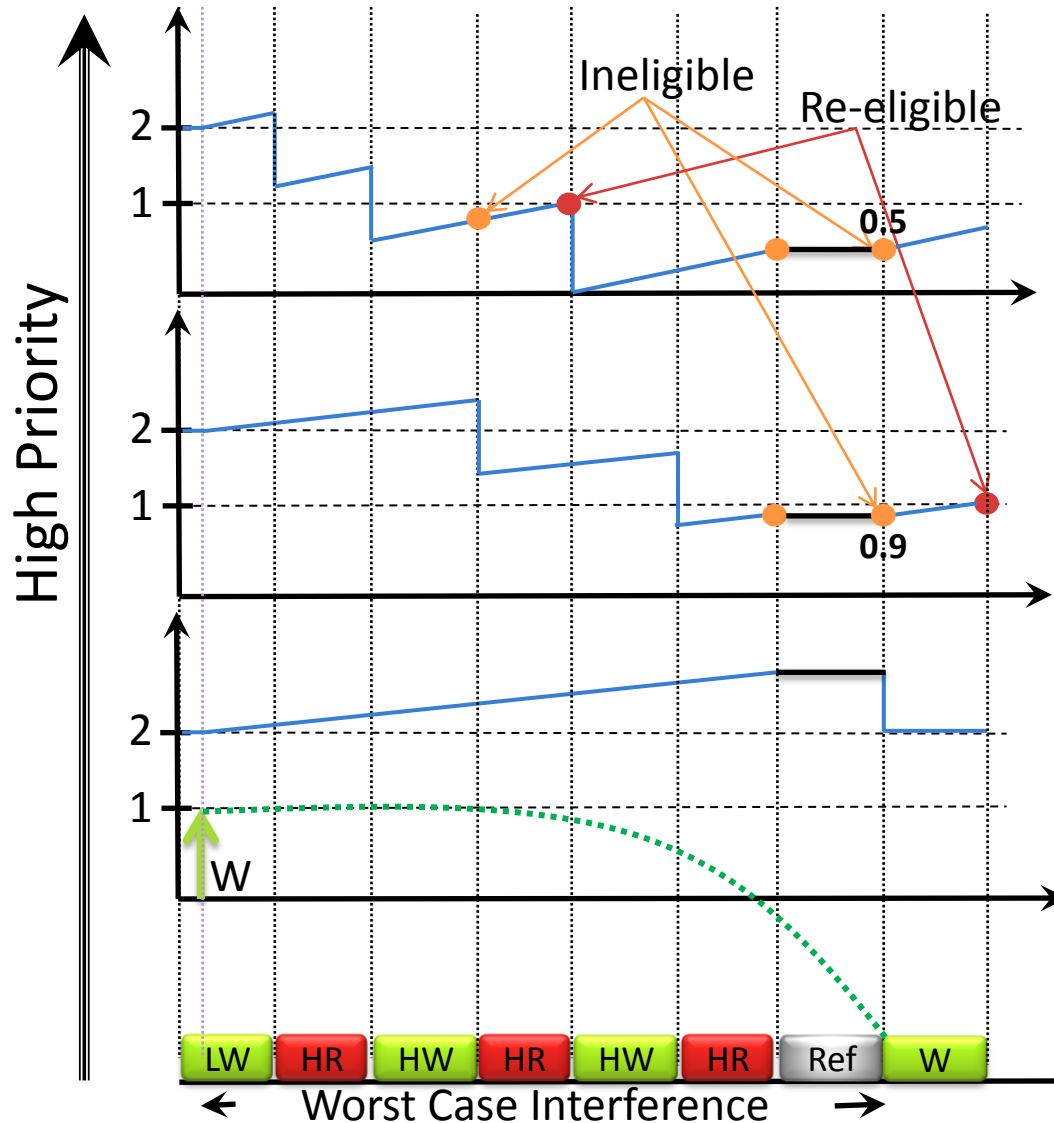 High Priority
Ineligible
Re-eligible
2
1
0.5
2
1
0.9
2
1
W
LW HR HW HR HW HR Ref W
Worst Case Interference